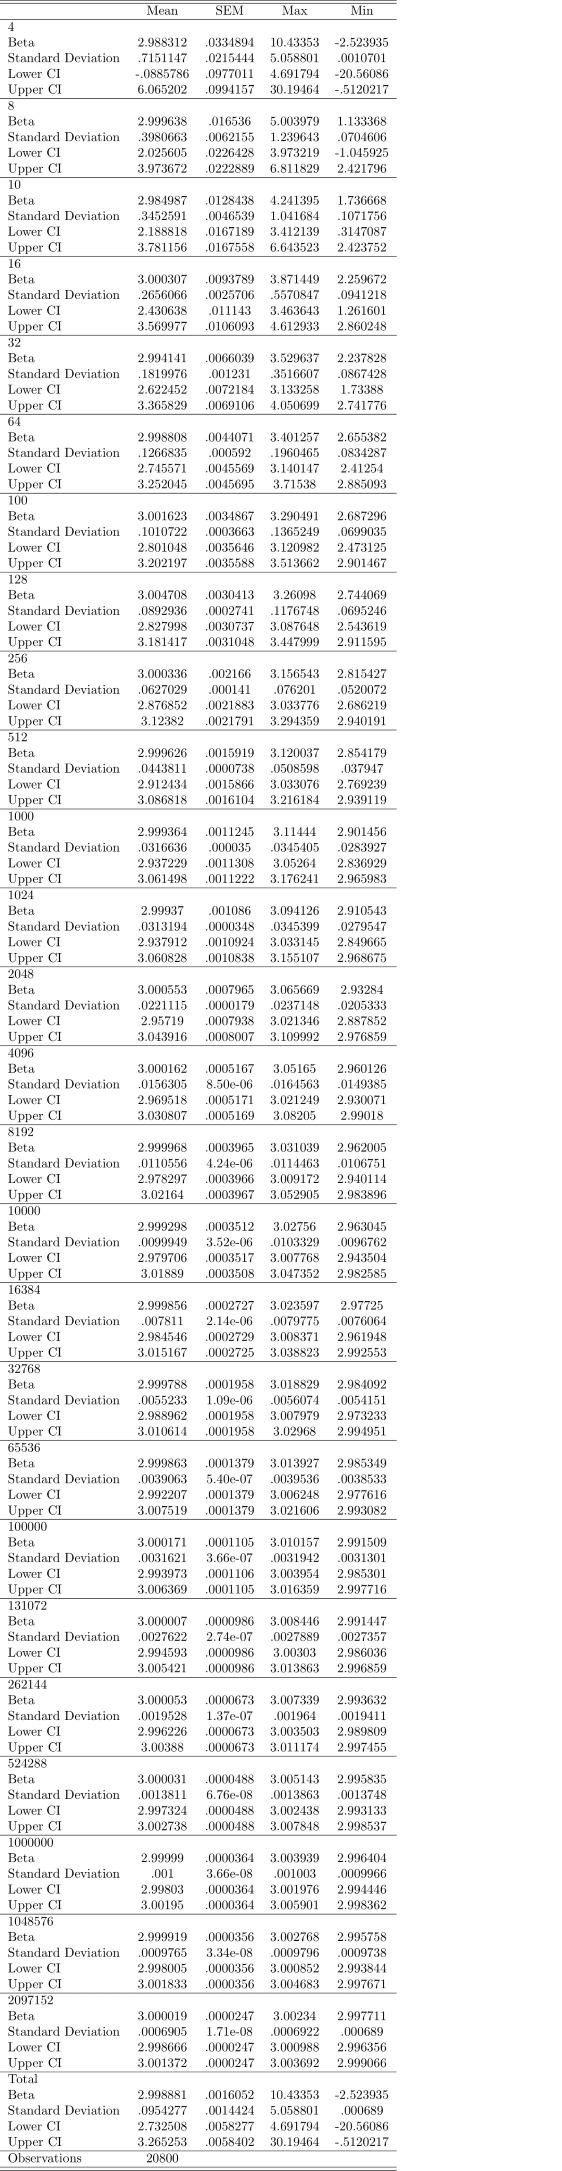 Mean SEM Max Min
4
Beta 2.988312 .0334894 10.43353 -2.523935
Standard Deviation .7151147 .0215444 5.058801 .0010701
Lower CI -.0885786 .0977011 4.691794 -20.56086
Upper CI 6.065202 .0994157 30.19464 -.5120217
8
Beta 2.999638 .016536 5.003979 1.133368
Standard Deviation .3980663 .0062155 1.239643 .0704606
Lower CI 2.025605 .0226428 3.973219 -1.045925
Upper CI 3.973672 .0222889 6.811829 2.421796
10
Beta 2.984987 .0128438 4.241395 1.736668
Standard Deviation .3452591 .0046539 1.041684 .1071756
Lower CI 2.188818 .0167189 3.412139 .3147087
Upper CI 3.781156 .0167558 6.643523 2.423752
16
Beta 3.000307 .0093789 3.871449 2.259672
Standard Deviation .2656066 .0025706 .5570847 .0941218
Lower CI 2.430638 .011143 3.463643 1.261601
Upper CI 3.569977 .0106093 4.612933 2.860248
32
Beta 2.994141 .0066039 3.529637 2.237828
Standard Deviation .1819976 .001231 .3516607 .0867428
Lower CI 2.622452 .0072184 3.133258 1.73388
Upper CI 3.365829 .0069106 4.050699 2.741776
64
Beta 2.998808 .0044071 3.401257 2.655382
Standard Deviation .1266835 .000592 .1960465 .0834287
Lower CI 2.745571 .0045569 3.140147 2.41254
Upper CI 3.252045 .0045695 3.71538 2.885093
100
Beta 3.001623 .0034867 3.290491 2.687296
Standard Deviation .1010722 .0003663 .1365249 .0699035
Lower CI 2.801048 .0035646 3.120982 2.473125
Upper CI 3.202197 .0035588 3.513662 2.901467
128
Beta 3.004708 .0030413 3.26098 2.744069
Standard Deviation .0892936 .0002741 .1176748 .0695246
Lower CI 2.827998 .0030737 3.087648 2.543619
Upper CI 3.181417 .0031048 3.447999 2.911595
256
Beta 3.000336 .002166 3.156543 2.815427
Standard Deviation .0627029 .000141 .076201 .0520072
Lower CI 2.876852 .0021883 3.033776 2.686219
Upper CI 3.12382 .0021791 3.294359 2.940191
512
Beta 2.999626 .0015919 3.120037 2.854179
Standard Deviation .0443811 .0000738 .0508598 .037947
Lower CI 2.912434 .0015866 3.033076 2.769239
Upper CI 3.086818 .0016104 3.216184 2.939119
1000
Beta 2.999364 .0011245 3.11444 2.901456
Standard Deviation .0316636 .000035 .0345405 .0283927
Lower CI 2.937229 .0011308 3.05264 2.836929
Upper CI 3.061498 .0011222 3.176241 2.965983
1024
Beta 2.99937 .001086 3.094126 2.910543
Standard Deviation .0313194 .0000348 .0345399 .0279547
Lower CI 2.937912 .0010924 3.033145 2.849665
Upper CI 3.060828 .0010838 3.155107 2.968675
2048
Beta 3.000553 .0007965 3.065669 2.93284
Standard Deviation .0221115 .0000179 .0237148 .0205333
Lower CI 2.95719 .0007938 3.021346 2.887852
Upper CI 3.043916 .0008007 3.109992 2.976859
4096
Beta 3.000162 .0005167 3.05165 2.960126
Standard Deviation .0156305 8.50e-06 .0164563 .0149385
Lower CI 2.969518 .0005171 3.021249 2.930071
Upper CI 3.030807 .0005169 3.08205 2.99018
8192
Beta 2.999968 .0003965 3.031039 2.962005
Standard Deviation .0110556 4.24e-06 .0114463 .0106751
Lower CI 2.978297 .0003966 3.009172 2.940114
Upper CI 3.02164 .0003967 3.052905 2.983896
10000
Beta 2.999298 .0003512 3.02756 2.963045
Standard Deviation .0099949 3.52e-06 .0103329 .0096762
Lower CI 2.979706 .0003517 3.007768 2.943504
Upper CI 3.01889 .0003508 3.047352 2.982585
16384
Beta 2.999856 .0002727 3.023597 2.97725
Standard Deviation .007811 2.14e-06 .0079775 .0076064
Lower CI 2.984546 .0002729 3.008371 2.961948
Upper CI 3.015167 .0002725 3.038823 2.992553
32768
Beta 2.999788 .0001958 3.018829 2.984092
Standard Deviation .0055233 1.09e-06 .0056074 .0054151
Lower CI 2.988962 .0001958 3.007979 2.973233
Upper CI 3.010614 .0001958 3.02968 2.994951
65536
Beta 2.999863 .0001379 3.013927 2.985349
Standard Deviation .0039063 5.40e-07 .0039536 .0038533
Lower CI 2.992207 .0001379 3.006248 2.977616
Upper CI 3.007519 .0001379 3.021606 2.993082
100000
Beta 3.000171 .0001105 3.010157 2.991509
Standard Deviation .0031621 3.66e-07 .0031942 .0031301
Lower CI 2.993973 .0001106 3.003954 2.985301
Upper CI 3.006369 .0001105 3.016359 2.997716
131072
Beta 3.000007 .0000986 3.008446 2.991447
Standard Deviation .0027622 2.74e-07 .0027889 .0027357
Lower CI 2.994593 .0000986 3.00303 2.986036
Upper CI 3.005421 .0000986 3.013863 2.996859
262144
Beta 3.000053 .0000673 3.007339 2.993632
Standard Deviation .0019528 1.37e-07 .001964 .0019411
Lower CI 2.996226 .0000673 3.003503 2.989809
Upper CI 3.00388 .0000673 3.011174 2.997455
524288
Beta 3.000031 .0000488 3.005143 2.995835
Standard Deviation .0013811 6.76e-08 .0013863 .0013748
Lower CI 2.997324 .0000488 3.002438 2.993133
Upper CI 3.002738 .0000488 3.007848 2.998537
1000000
Beta 2.99999 .0000364 3.003939 2.996404
Standard Deviation .001 3.66e-08 .001003 .0009966
Lower CI 2.99803 .0000364 3.001976 2.994446
Upper CI 3.00195 .0000364 3.005901 2.998362
1048576
Beta 2.999919 .0000356 3.002768 2.995758
Standard Deviation .0009765 3.34e-08 .0009796 .0009738
Lower CI 2.998005 .0000356 3.000852 2.993844
Upper CI 3.001833 .0000356 3.004683 2.997671
2097152
Beta 3.000019 .0000247 3.00234 2.997711
Standard Deviation .0006905 1.71e-08 .0006922 .000689
Lower CI 2.998666 .0000247 3.000988 2.996356
Upper CI 3.001372 .0000247 3.003692 2.999066
Total
Beta 2.998881 .0016052 10.43353 -2.523935
Standard Deviation .0954277 .0014424 5.058801 .000689
Lower CI 2.732508 .0058277 4.691794 -20.56086
Upper CI 3.265253 .0058402 30.19464 -.5120217
Observations 20800